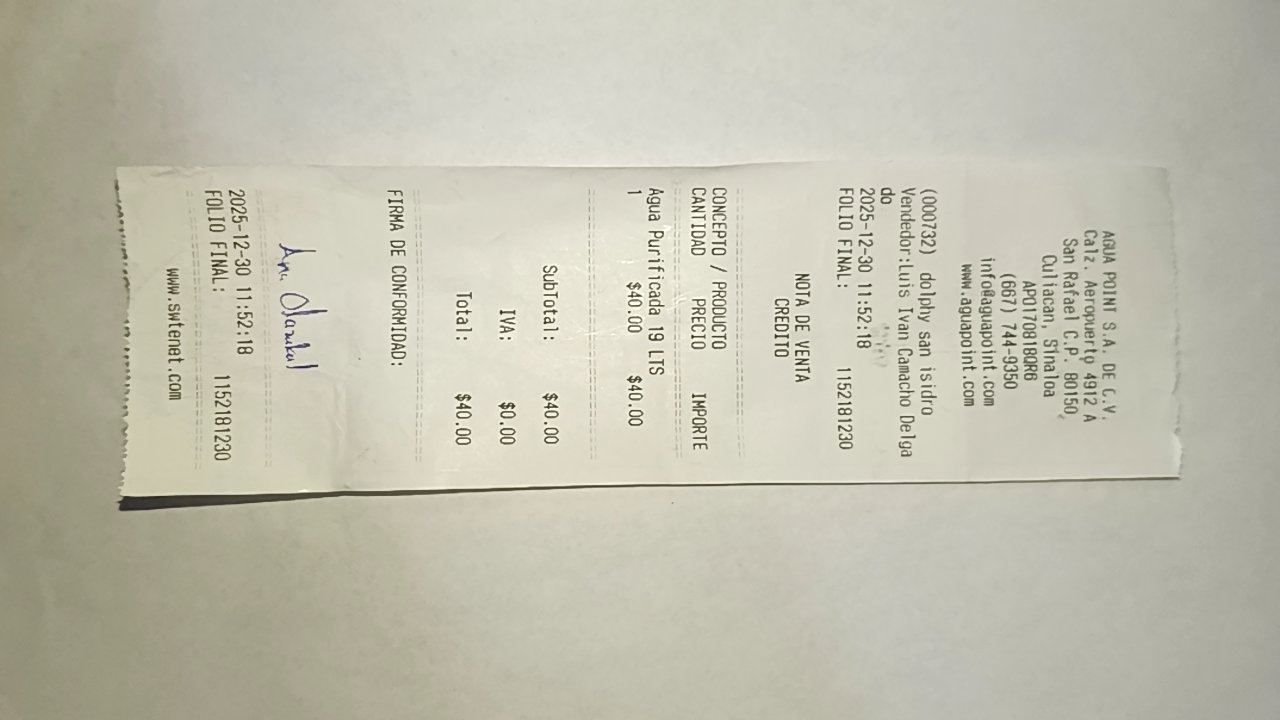 AGUA POINT S.A. DE C.V.
Calz. Aeropuerto 4912 A
San Rafael C.P. 80150,
Culiacan, Sinaloa
APO170818QR6
(667) 744-9350
info@aguapoint.com
www.aguapoint.com
(000732) dolphy san isidro
Vendedor:Luis Ivan Camacho Delga
do
2025-12-30 11:52:18
FOLIO FINAL: 1152181230
NOTA DE VENTA
CREDITO
CONCEPTO / PRODUCTO
CANTIDAD PRECIO IMPORTE
Agua Purificada 19 LTS
1 $40.00 $40.00
SubTotal: $40.00
IVA: $0.00
Total: $40.00
FIRMA DE CONFORMIDAD:
Ana
2025-12-30 11:52:18
FOLIO FINAL: 1152181230
www.swtenet.com